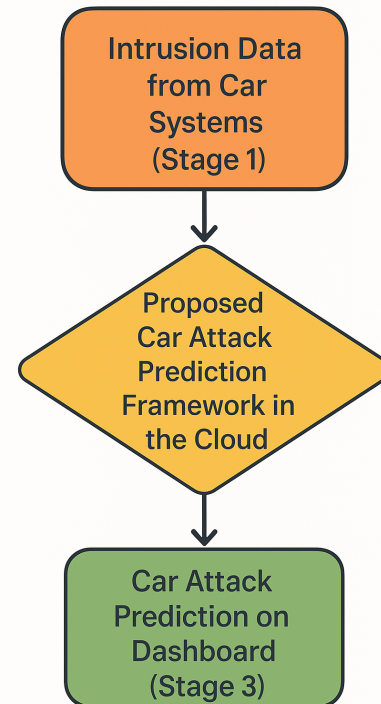 Intrusion Data
from Car
Systems
(Stage 1)
Proposed
Car Attack
Prediction
Framework in
the Cloud
Car Attack
Prediction on
Dashboard
(Stage 3)